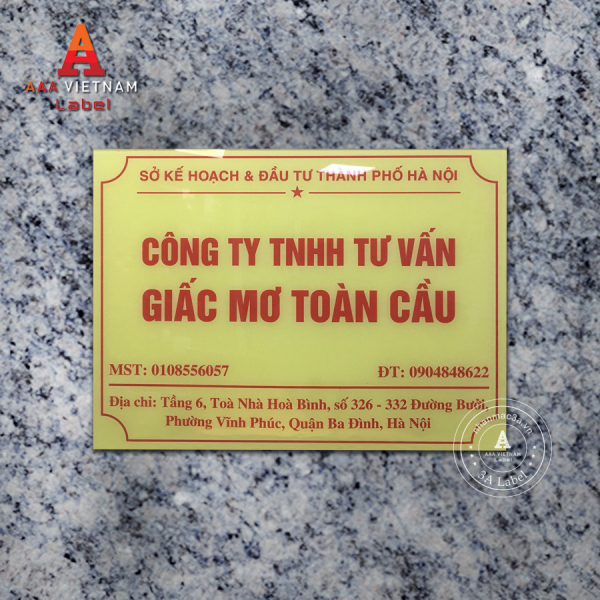 AAA VIETNAM
Label
SỞ KẾ HOẠCH & ĐẦU TƯ THÀNH PHỐ HÀ NỘI
CÔNG TY TNHH TƯ VẤN
GIẤC MƠ TOÀN CẦU
MST: 0108556057 ĐT: 0904848622
Địa chỉ: Tầng 6, Toà Nhà Hoà Bình, số 326 - 332 Đường Bưởi,
Phường Vĩnh Phúc, Quận Ba Đình, Hà Nội
AAA VIETNAM
Label
3A Label